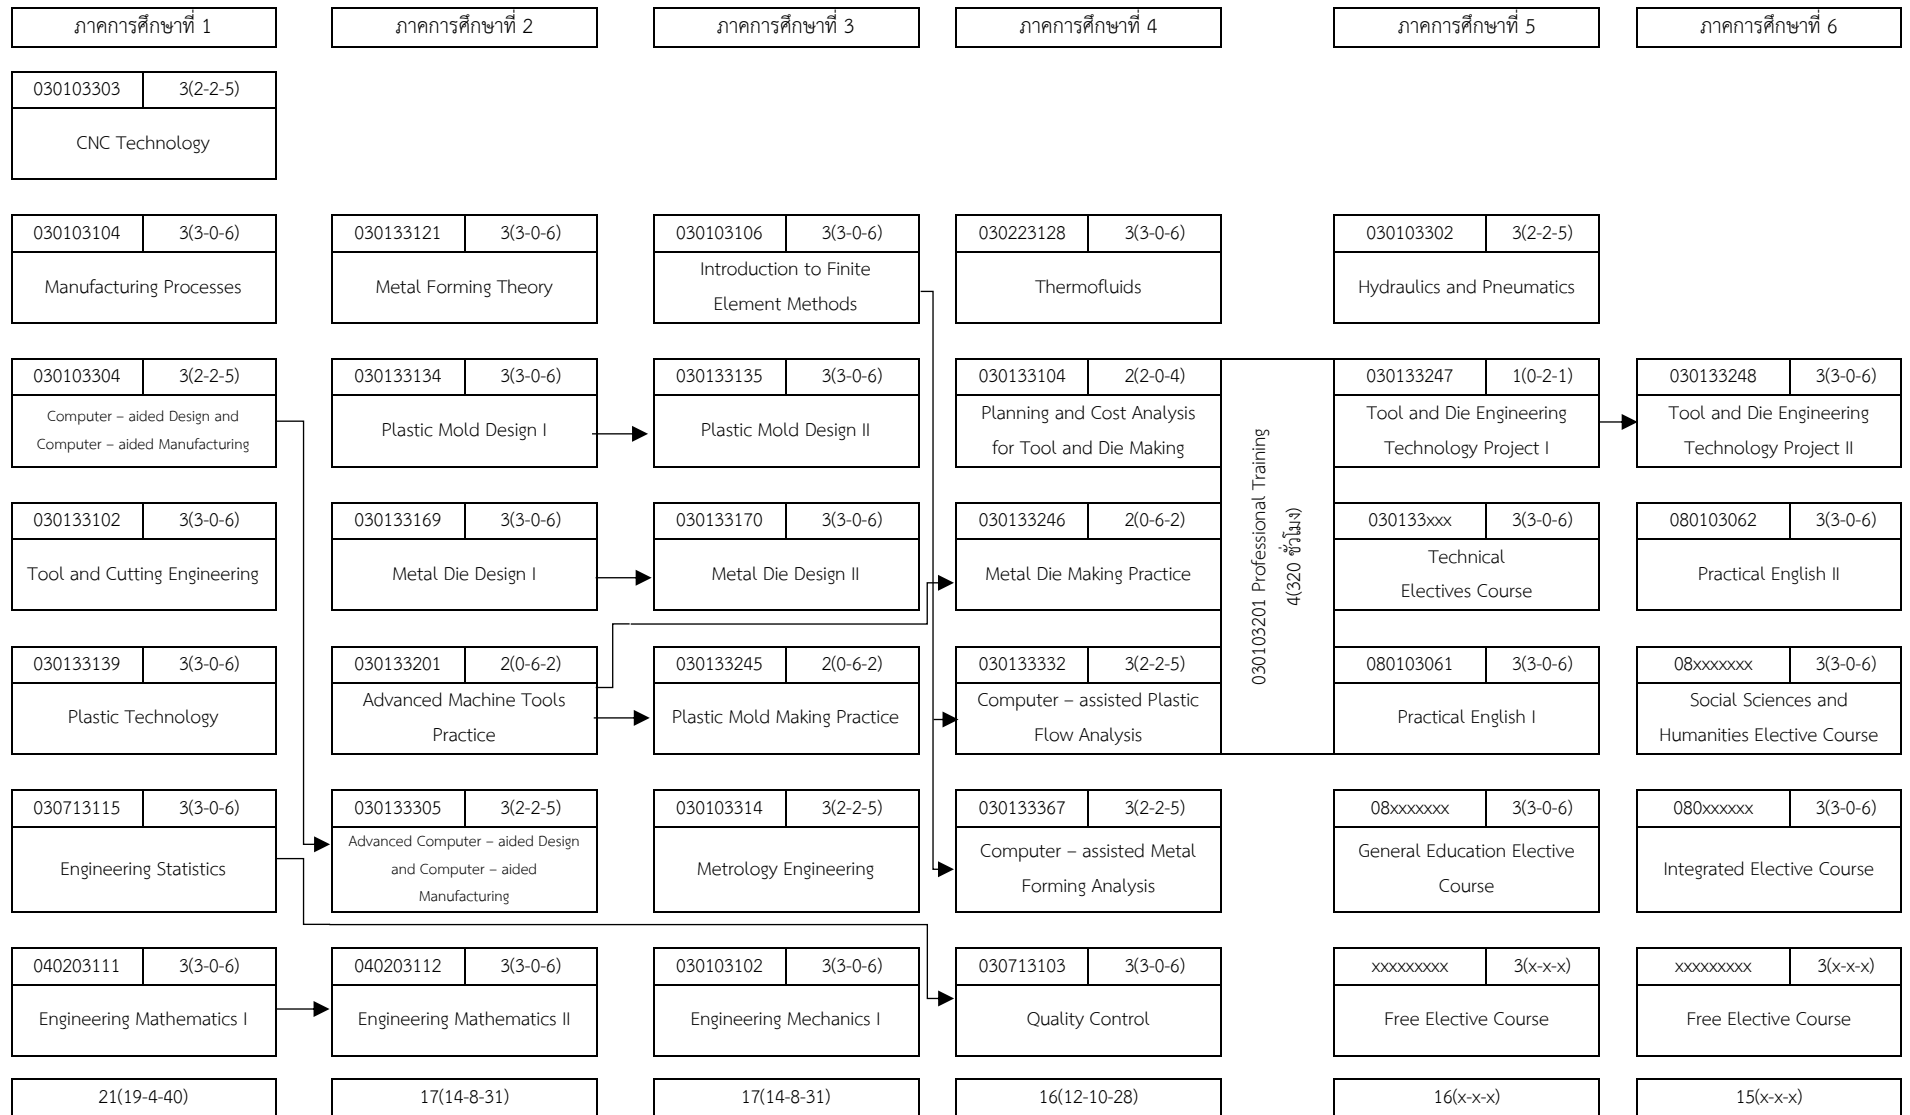 ภาคการศึกษาที่ 1
ภาคการศึกษาที่ 2
ภาคการศึกษาที่ 3
ภาคการศึกษาที่ 4
ภาคการศึกษาที่ 5
ภาคการศึกษาที่ 6
030103303 3(2-2-5)
CNC Technology
030103104 3(3-0-6)
Manufacturing Processes
030133121 3(3-0-6)
Metal Forming Theory
030103106 3(3-0-6)
Introduction to Finite
Element Methods
030223128 3(3-0-6)
Thermofluids
030103302 3(2-2-5)
Hydraulics and Pneumatics
030103304 3(2-2-5)
Computer – aided Design and
Computer – aided Manufacturing
030133134 3(3-0-6)
Plastic Mold Design I
030133135 3(3-0-6)
Plastic Mold Design II
030133104 2(2-0-4)
Planning and Cost Analysis
for Tool and Die Making
030103201 Professional Training
4(320 ชั่วโมง)
030133247 1(0-2-1)
Tool and Die Engineering
Technology Project I
030133248 3(3-0-6)
Tool and Die Engineering
Technology Project II
030133102 3(3-0-6)
Tool and Cutting Engineering
030133169 3(3-0-6)
Metal Die Design I
030133170 3(3-0-6)
Metal Die Design II
030133246 2(0-6-2)
Metal Die Making Practice
030133xxx 3(3-0-6)
Technical
Electives Course
080103062 3(3-0-6)
Practical English II
030133139 3(3-0-6)
Plastic Technology
030133201 2(0-6-2)
Advanced Machine Tools
Practice
030133245 2(0-6-2)
Plastic Mold Making Practice
030133332 3(2-2-5)
Computer – assisted Plastic
Flow Analysis
080103061 3(3-0-6)
Practical English I
08xxxxxxx 3(3-0-6)
Social Sciences and
Humanities Elective Course
030713115 3(3-0-6)
Engineering Statistics
030133305 3(2-2-5)
Advanced Computer – aided Design
and Computer – aided
Manufacturing
030103314 3(2-2-5)
Metrology Engineering
030133367 3(2-2-5)
Computer – assisted Metal
Forming Analysis
08xxxxxxx 3(3-0-6)
General Education Elective
Course
080xxxxxx 3(3-0-6)
Integrated Elective Course
040203111 3(3-0-6)
Engineering Mathematics I
040203112 3(3-0-6)
Engineering Mathematics II
030103102 3(3-0-6)
Engineering Mechanics I
030713103 3(3-0-6)
Quality Control
xxxxxxxxx 3(x-x-x)
Free Elective Course
xxxxxxxxx 3(x-x-x)
Free Elective Course
21(19-4-40)
17(14-8-31)
17(14-8-31)
16(12-10-28)
16(x-x-x)
15(x-x-x)